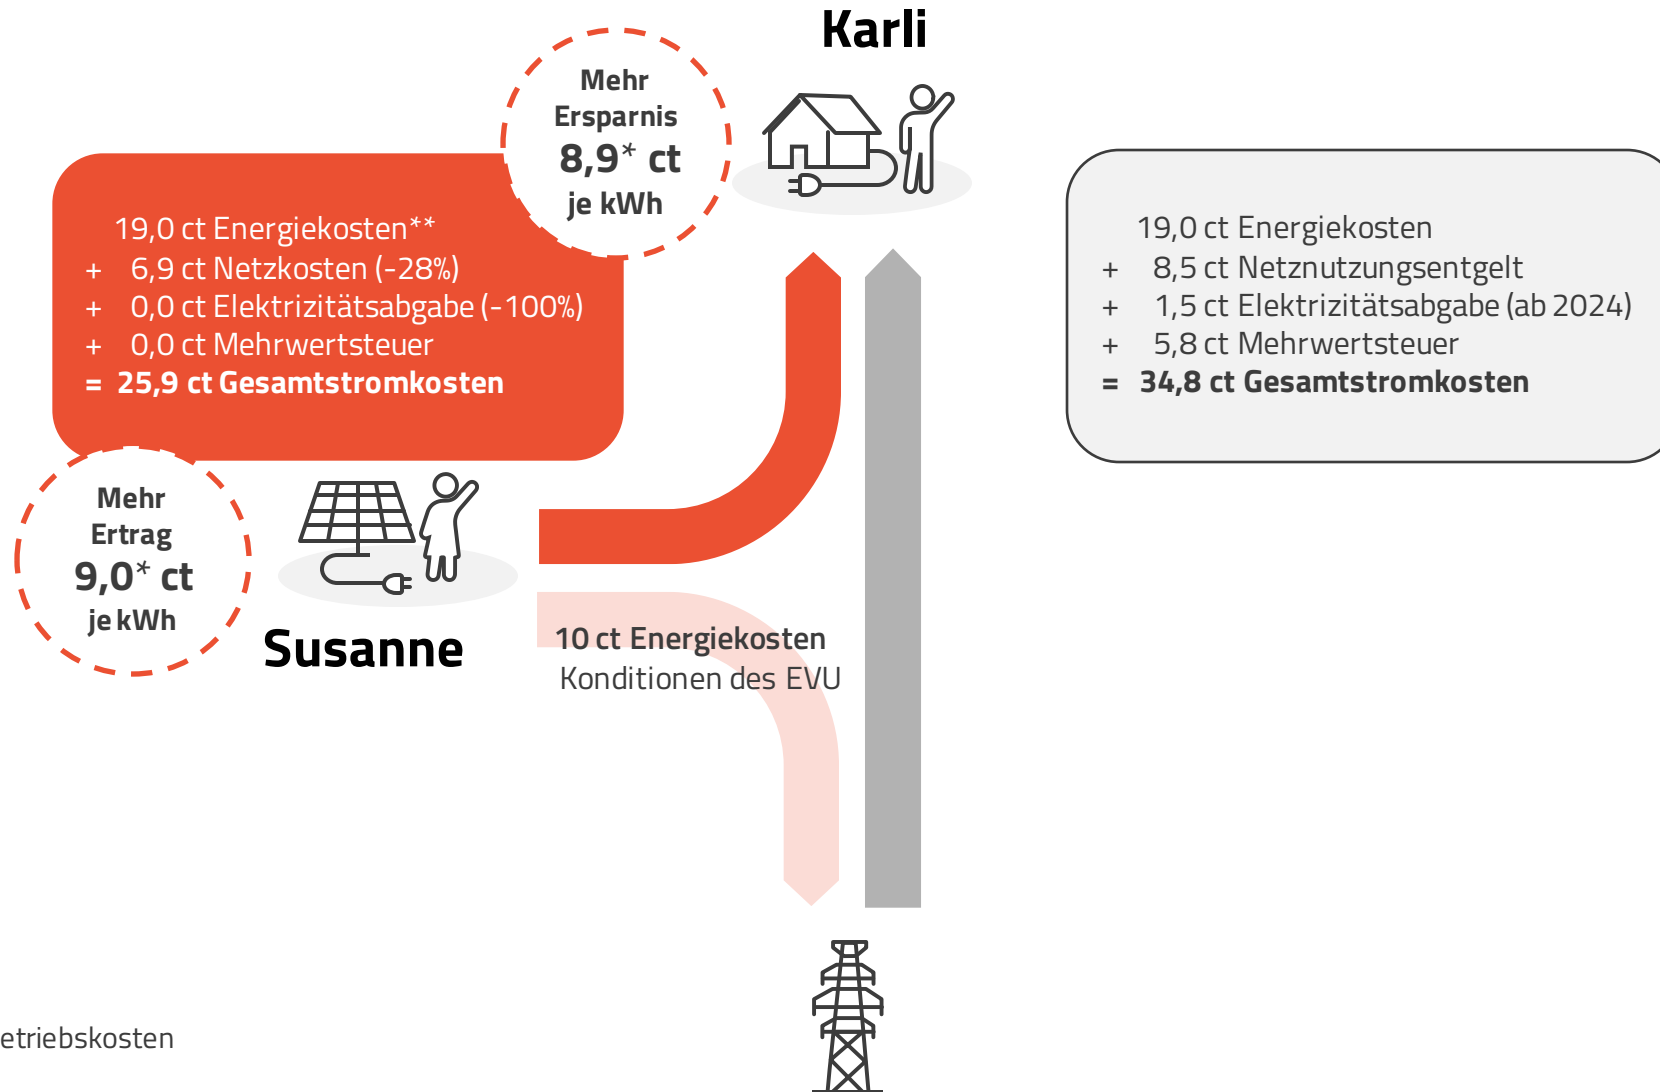 Karli
Mehr
Ersparnis
8,9* ct
je kWh
19,0 ct Energiekosten**
+ 6,9 ct Netzkosten (-28%)
+ 0,0 ct Elektrizitätsabgabe (-100%)
+ 0,0 ct Mehrwertsteuer
= 25,9 ct Gesamtstromkosten
19,0 ct Energiekosten
+ 8,5 ct Netznutzungsentgelt
+ 1,5 ct Elektrizitätsabgabe (ab 2024)
+ 5,8 ct Mehrwertsteuer
= 34,8 ct Gesamtstromkosten
Mehr
Ertrag
9,0* ct
je kWh
Susanne
10 ct Energiekosten
Konditionen des EVU
etriebskosten